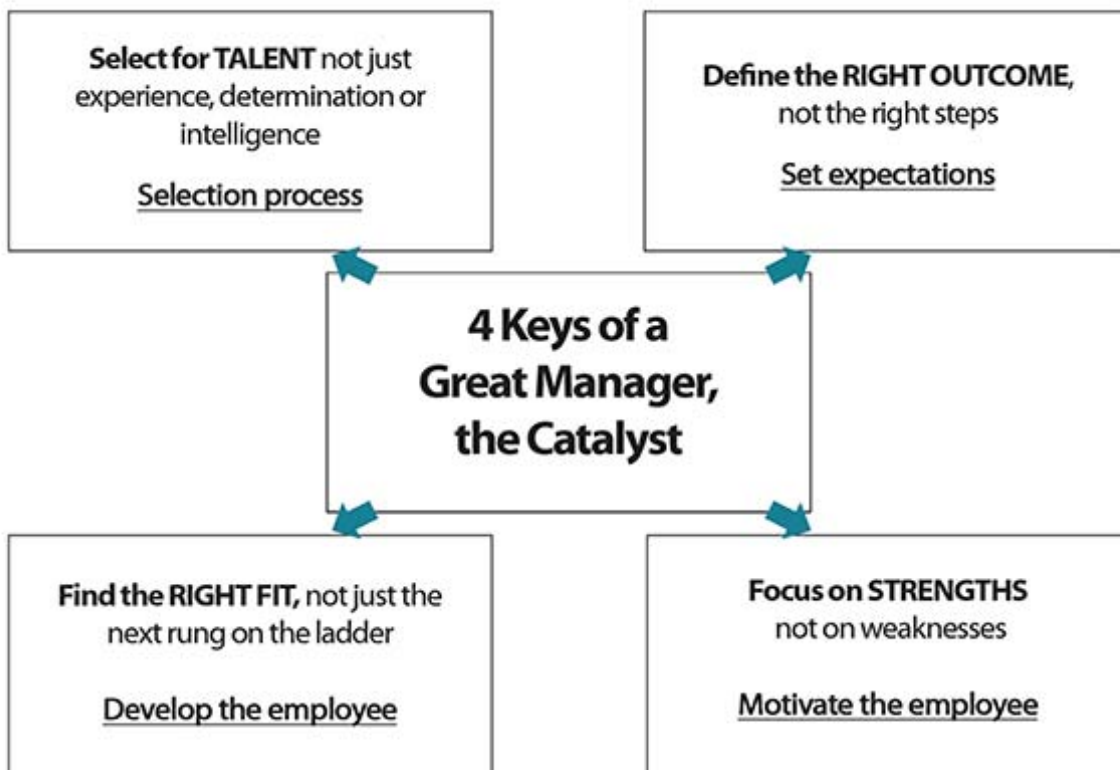 Select for TALENT not just
experience, determination or
intelligence
Selection process
Define the RIGHT OUTCOME,
not the right steps
Set expectations
4 Keys of a
Great Manager,
the Catalyst
Find the RIGHT FIT, not just the
next rung on the ladder
Develop the employee
Focus on STRENGTHS
not on weaknesses
Motivate the employee